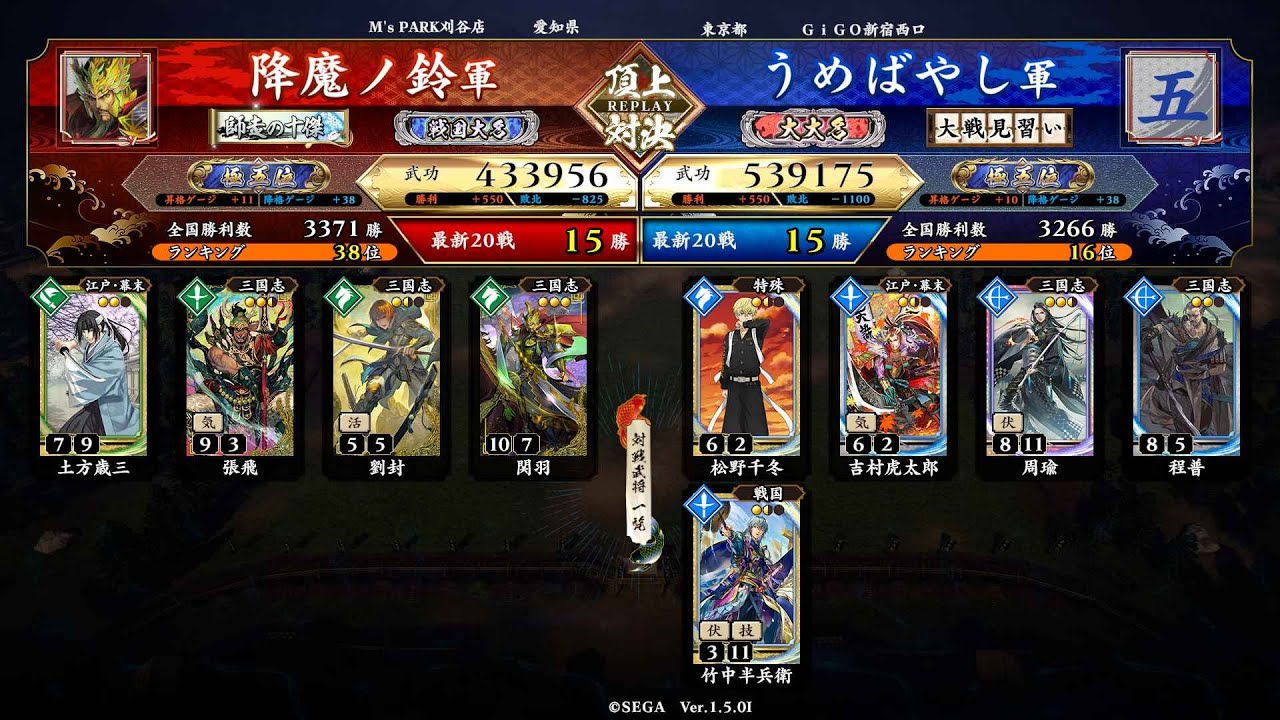 M's PARK刈谷店 愛知県
東京都 GiGO新宿西口
降魔ノ鈴軍
頂上
REPLAY
対決
うめばやし軍
五
師走の十傑
戦国大名
大大名
大戦見習い
極五位
武功 433956
武功 539175
極五位
昇格ゲージ +11 降格ゲージ +38
勝利 +550 敗北 -825
勝利 +550 敗北 -1100
昇格ゲージ +10 降格ゲージ +38
全国勝利数 3371勝
ランキング 38位
最新20戦 15勝
最新20戦 15勝
全国勝利数 3266勝
ランキング 16位
江戸・幕末
三国志
三国志
三国志
特殊
江戸・幕末
三国志
三国志
気
活
気
伏
7 9
9 3
5 5
10 7
6 2
6 2
8 11
8 5
土方歳三
張飛
劉封
関羽
松野千冬
吉村虎太郎
周瑜
程普
対戦武将一覧
戦国
伏 技
3 11
竹中半兵衛
©SEGA Ver.1.5.0I